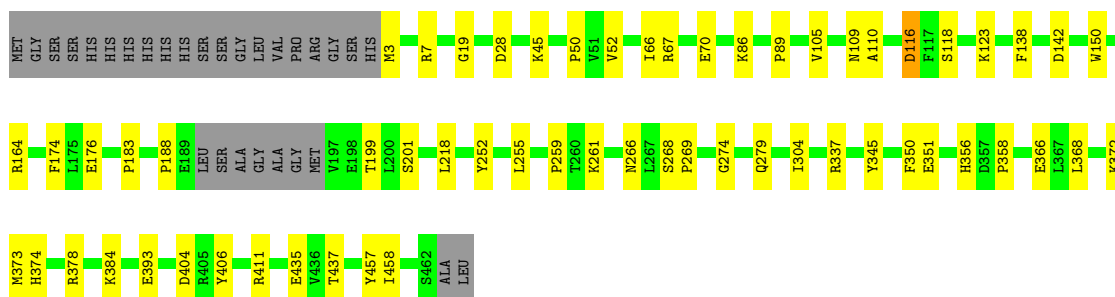 MET GLY SER SER HIS HIS HIS HIS HIS HIS SER SER GLY LEU VAL PRO ARG GLY SER HIS M3 R7 G19 D28 K45 P50 V51 V52 I66 R67 E70 K86 P89 V105 N109 A110 D116 F117 S118 K123 F138 D142 W150
R164 F174 L175 E176 P183 P188 E189 LEU SER ALA GLY ALA GLY MET V197 E198 T199 L200 S201 L218 Y252 L255 P259 T260 K261 N266 L267 S268 P269 G274 Q279 I304 R337 Y345 F350 E351 H356 D357 P358 E366 L367 L368 K372
M373 H374 R378 K384 E393 D404 R405 Y406 R411 E435 V436 T437 Y457 I458 S462 ALA LEU